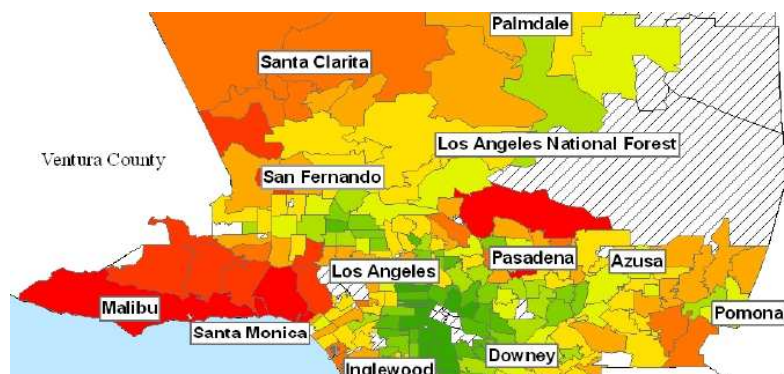 Palmdale
Santa Clarita
Los Angeles National Forest
Ventura County
San Fernando
Los Angeles
Pasadena
Azusa
Malibu
Pomona
Santa Monica
Downey
Inglewood